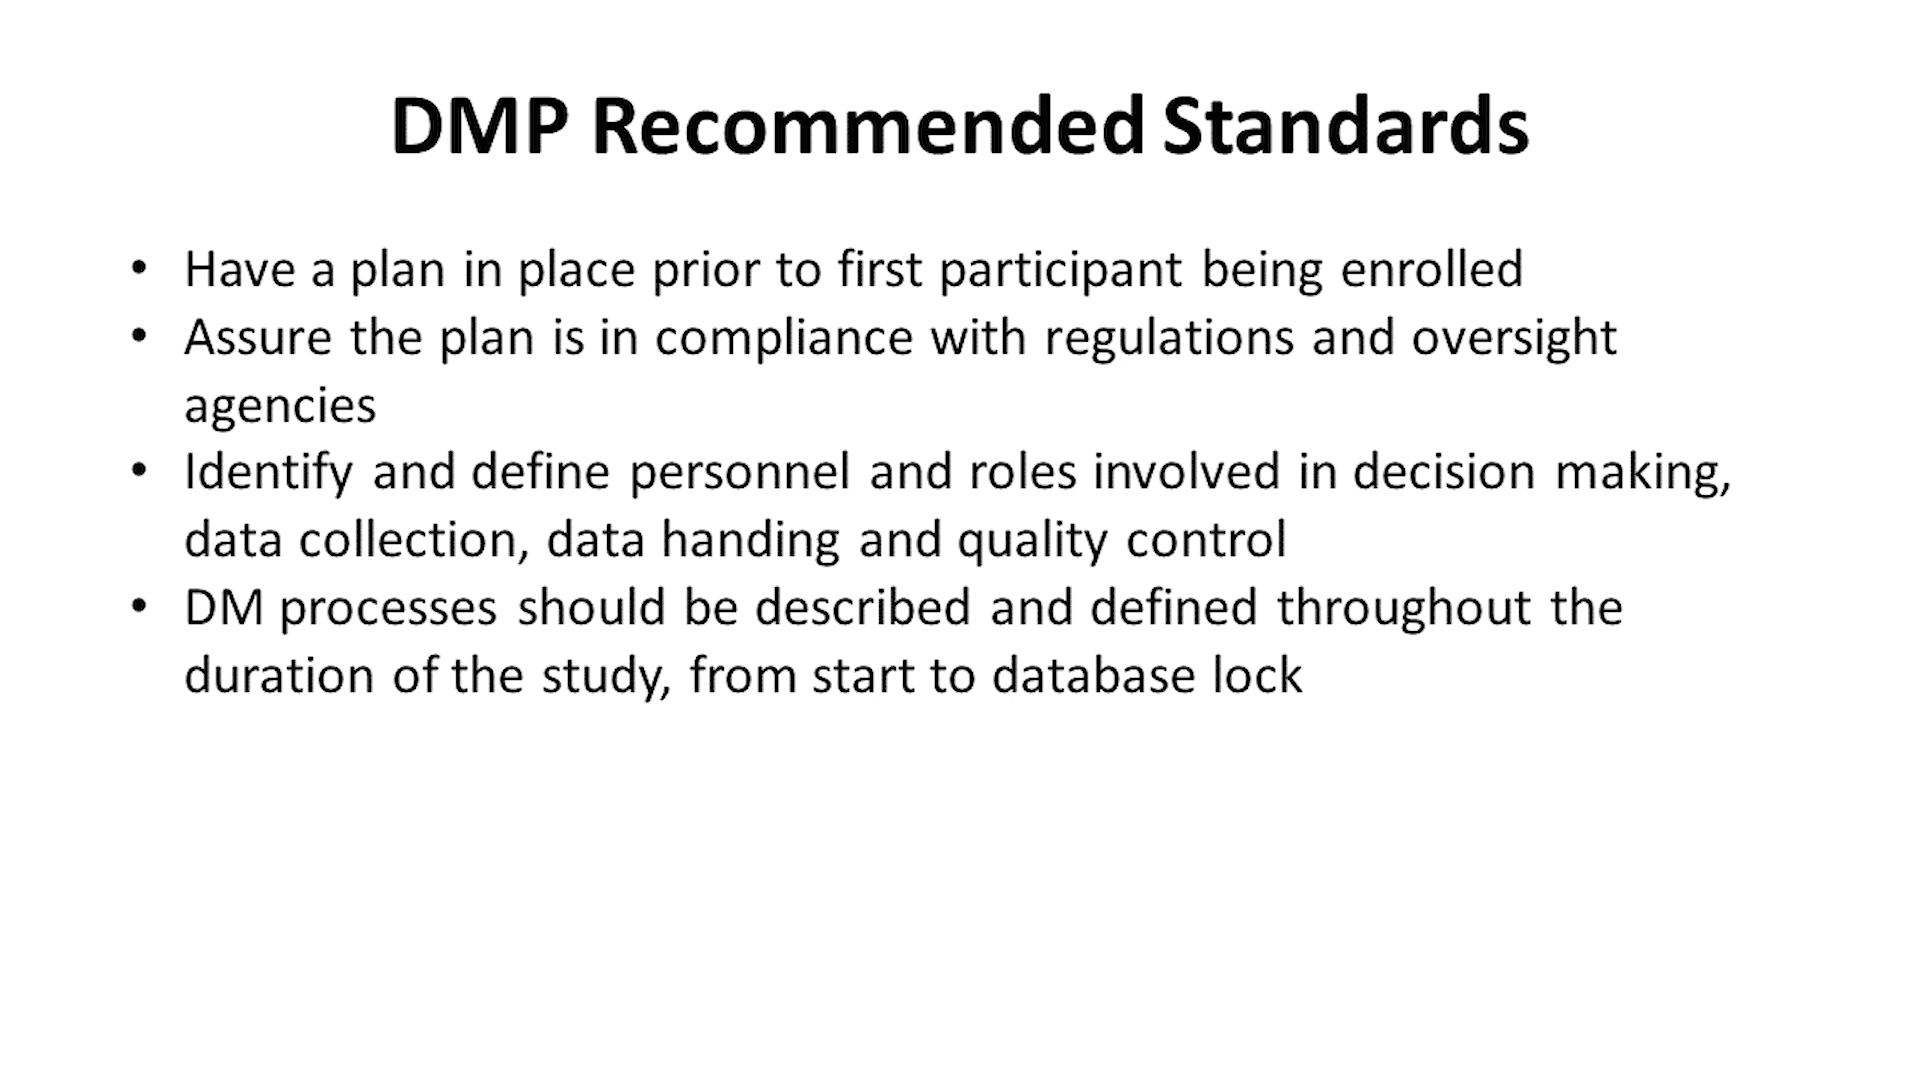 DMP Recommended Standards
• Have a plan in place prior to first participant being enrolled
• Assure the plan is in compliance with regulations and oversight
agencies
• Identify and define personnel and roles involved in decision making,
data collection, data handing and quality control
• DM processes should be described and defined throughout the
duration of the study, from start to database lock